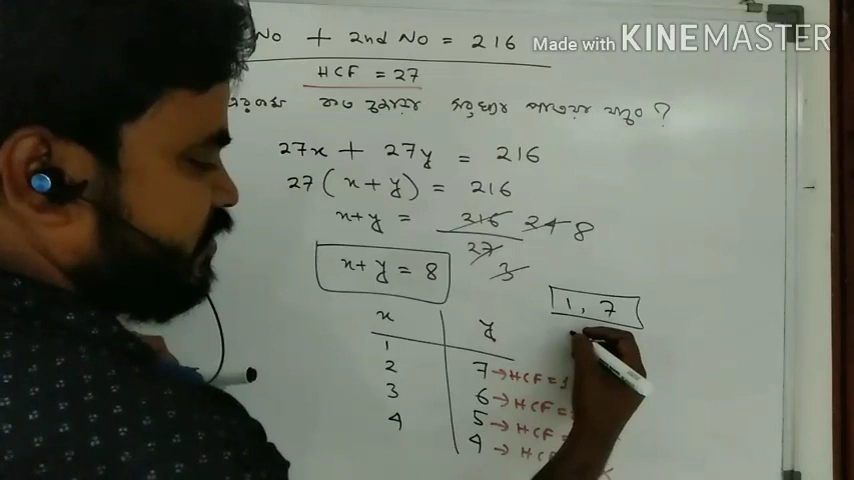 No + 2nd No = 216
Made with KINEMASTER
HCF = 27
27x + 27y = 216
27 ( x + y ) = 216
x+y = 216 24 8
27
3
x+y = 8
1, 7
x y
1 7 → HCF = 1
2 6 → HCF =
3 5 → HCF =
4 4 → HCF